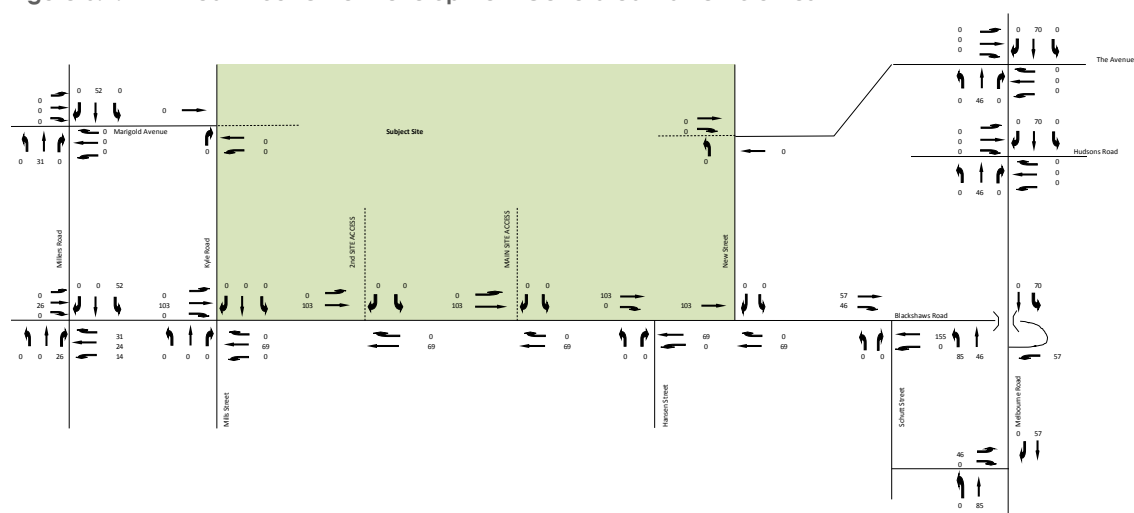 0 70 0
0
0
0
The Avenue
0
0
0
0 46 0
0 52 0
0
0
0
0
Marigold Avenue
0
0
0
0
0 31 0
0
0
0
Subject Site
0
0
0
0
0 70 0
0
0
0
Hudsons Road
0
0
0
0 46 0
Millers Road
Kyle Road
2nd SITE ACCESS
MAIN SITE ACCESS
New Street
0 0 52
0
26
0
0
103
0
0 0 0
0
103
0 0
0
103
0 0
103
0
103
0 0
57
46
0 70
Blackshaws Road
31
24
14
0 0 26
0 0 0
0
69
0
0
69
0
69
0 0
69
0
0
69
0 0
155
0
85 46
57
Mills Street
Hansen Street
Schutt Street
Melbourne Road
0 57
46
0
0 85